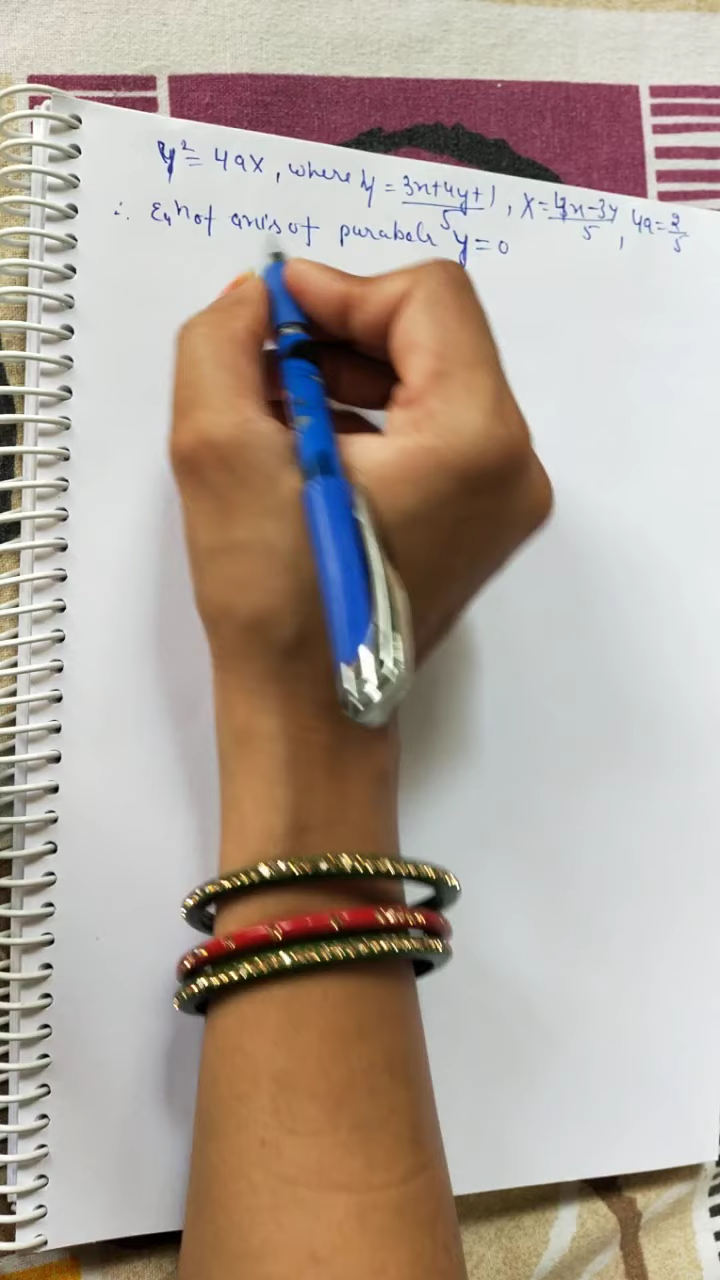 y² = 4ax, where y = 3x+4y+1/5, X = 4x-3y/5, 4a = 2/5
∴ Eqn of axis of parabola y = 0